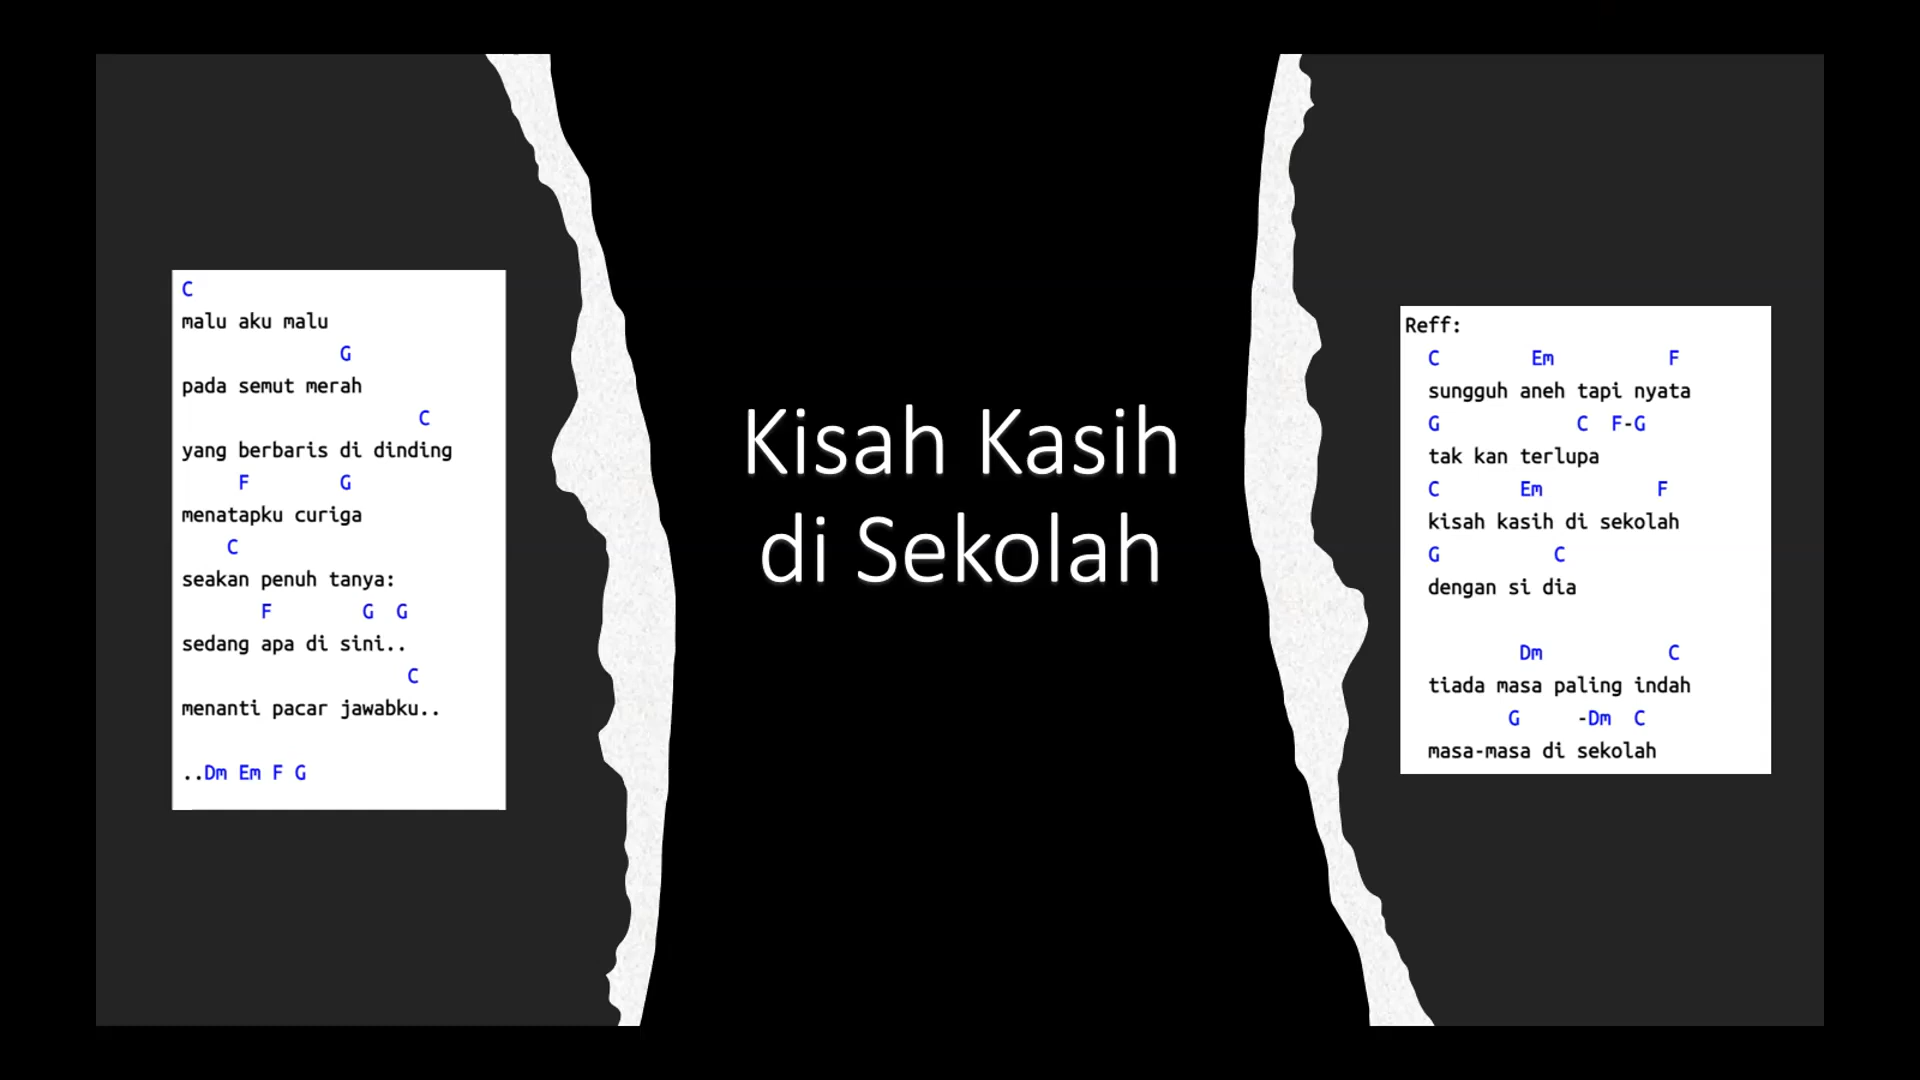 C
malu aku malu
G
pada semut merah
C
yang berbaris di dinding
F G
menatapku curiga
C
seakan penuh tanya:
F G G
sedang apa di sini..
C
menanti pacar jawabku..
..Dm Em F G
Kisah Kasih
di Sekolah
Reff:
C Em F
sungguh aneh tapi nyata
G C F-G
tak kan terlupa
C Em F
kisah kasih di sekolah
G C
dengan si dia
Dm C
tiada masa paling indah
G -Dm C
masa-masa di sekolah